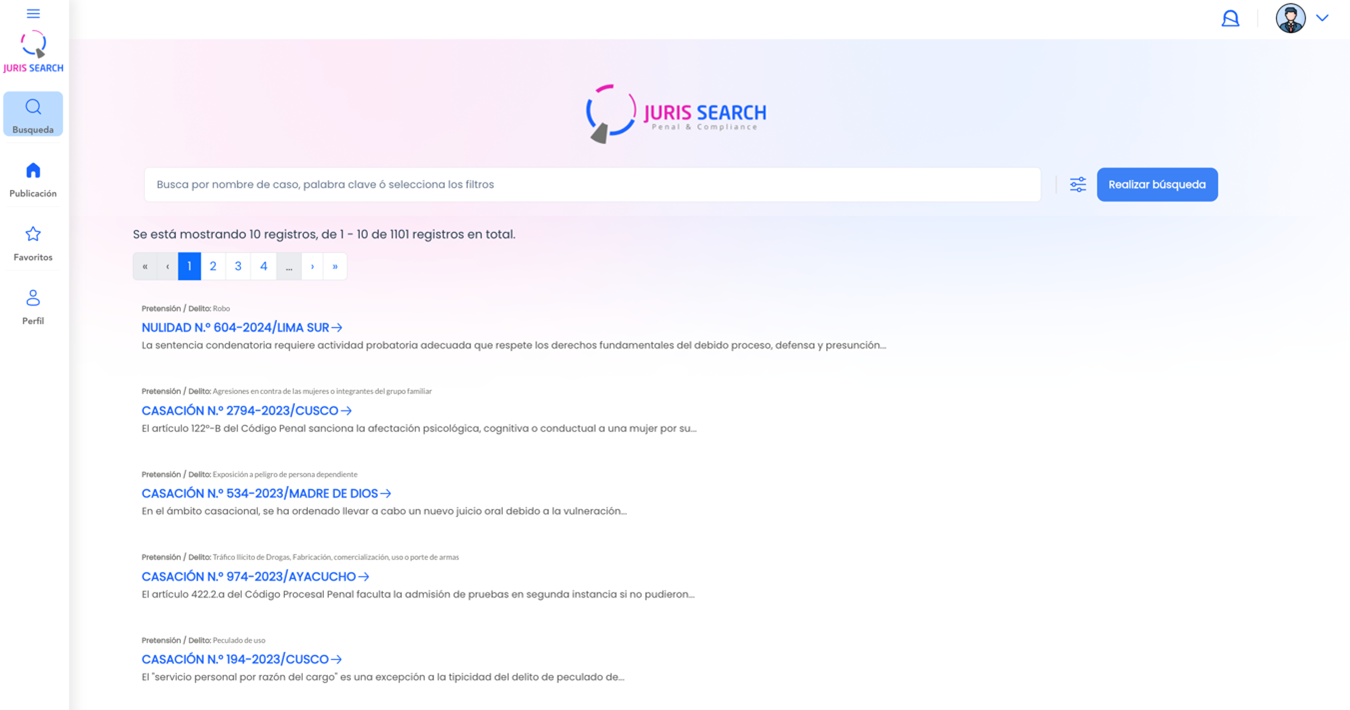 JURIS SEARCH
Busqueda
Publicación
Favoritos
Perfil
JURIS SEARCH
Penal & Compliance
Busca por nombre de caso, palabra clave ó selecciona los filtros
Realizar búsqueda
Se está mostrando 10 registros, de 1 - 10 de 1101 registros en total.
« ‹ 1 2 3 4 ... › »
Pretensión / Delito: Robo
NULIDAD N.° 604-2024/LIMA SUR→
La sentencia condenatoria requiere actividad probatoria adecuada que respete los derechos fundamentales del debido proceso, defensa y presunción...
Pretensión / Delito: Agresiones en contra de las mujeres o integrantes del grupo familiar
CASACIÓN N.° 2794-2023/CUSCO→
El artículo 122°-B del Código Penal sanciona la afectación psicológica, cognitiva o conductual a una mujer por su...
Pretensión / Delito: Exposición a peligro de persona dependiente
CASACIÓN N.° 534-2023/MADRE DE DIOS→
En el ámbito casacional, se ha ordenado llevar a cabo un nuevo juicio oral debido a la vulneración...
Pretensión / Delito: Tráfico Ilícito de Drogas, Fabricación, comercialización, uso o porte de armas
CASACIÓN N.° 974-2023/AYACUCHO→
El artículo 422.2.a del Código Procesal Penal faculta la admisión de pruebas en segunda instancia si no pudieron...
Pretensión / Delito: Peculado de uso
CASACIÓN N.° 194-2023/CUSCO→
El "servicio personal por razón del cargo" es una excepción a la tipicidad del delito de peculado de...